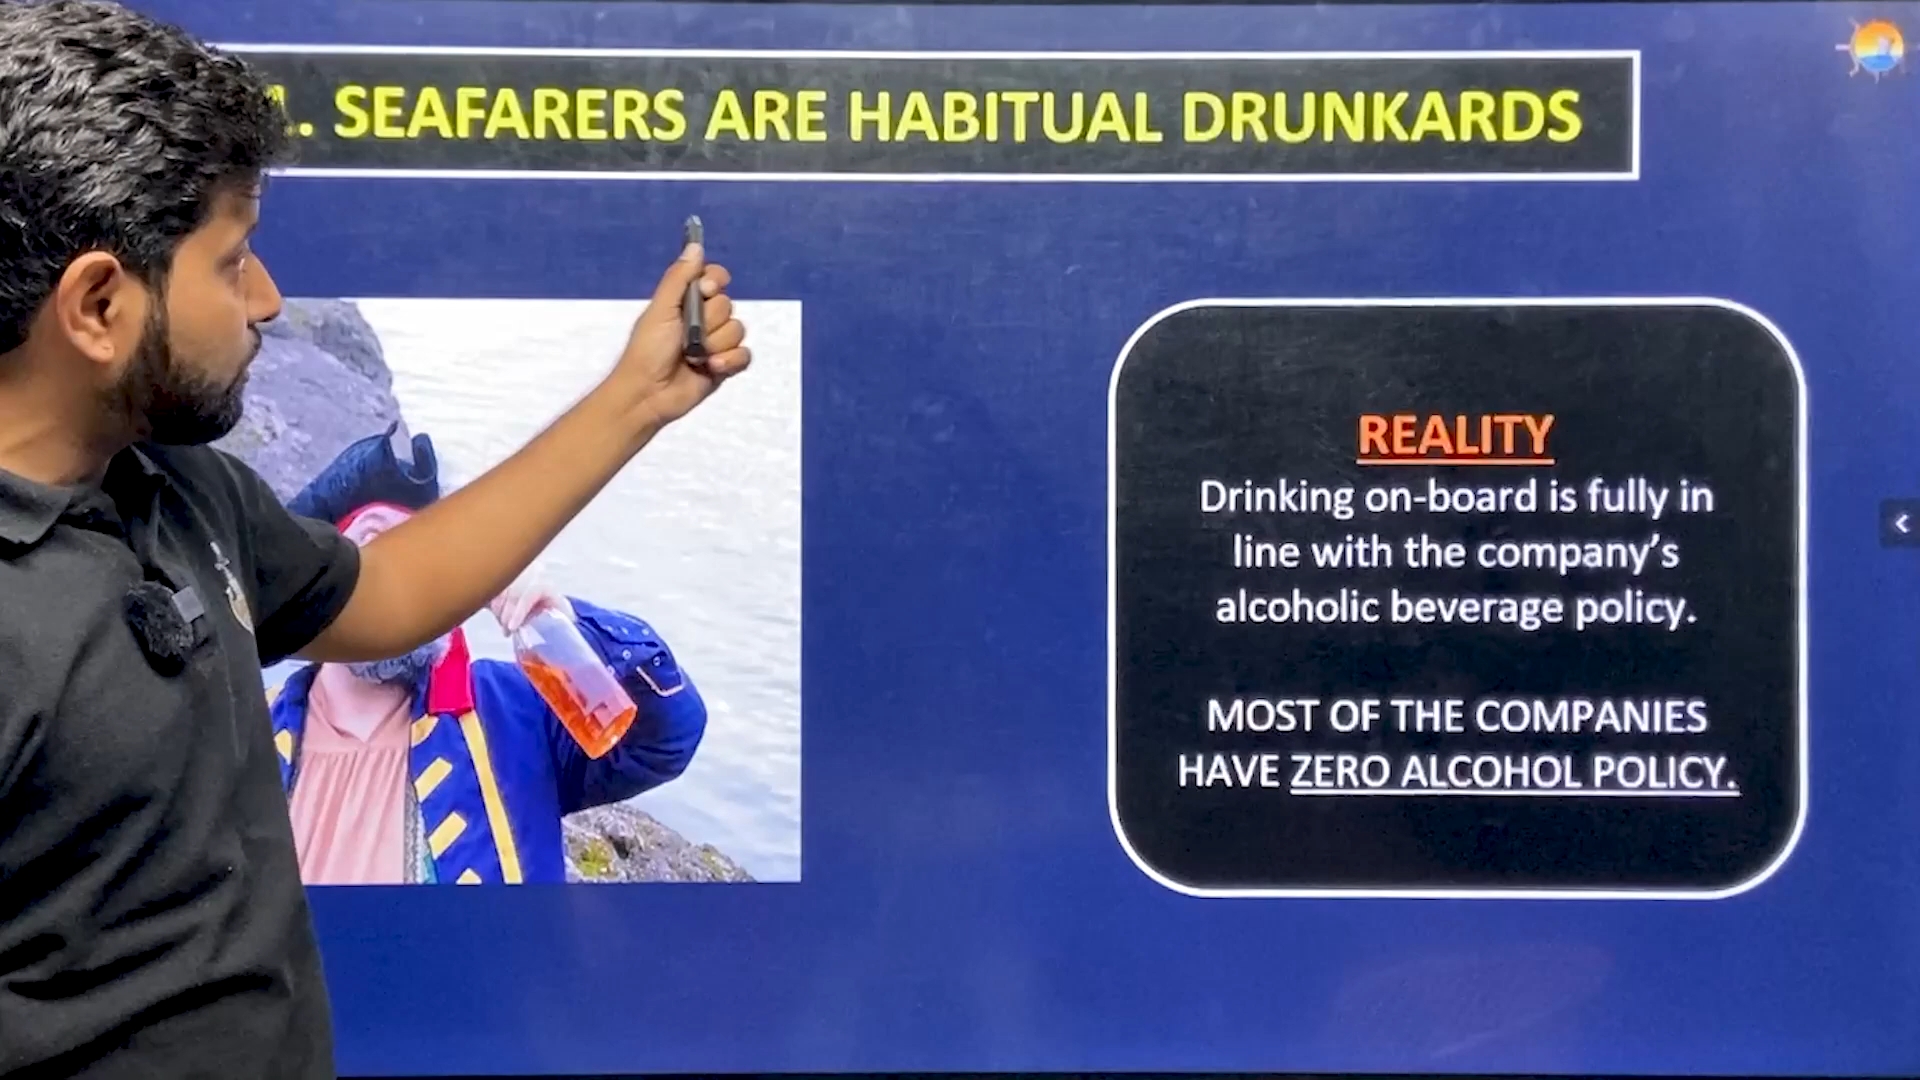 . SEAFARERS ARE HABITUAL DRUNKARDS
REALITY
Drinking on-board is fully in
line with the company's
alcoholic beverage policy.
MOST OF THE COMPANIES
HAVE ZERO ALCOHOL POLICY.